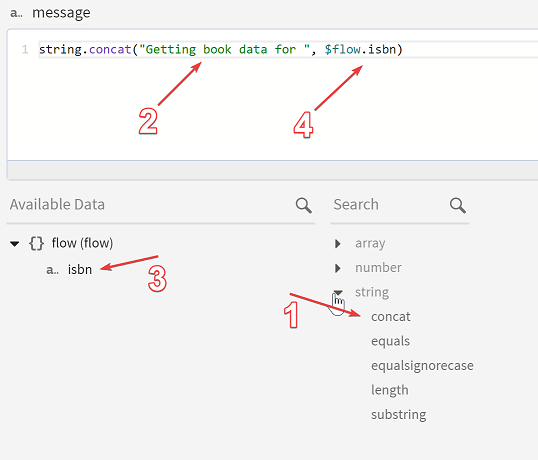 a.. message
1 string.concat("Getting book data for ", $flow.isbn)
2
4
Available Data
Search
{} flow (flow)
a.. isbn
3
array
number
string
1
concat
equals
equalsignorecase
length
substring